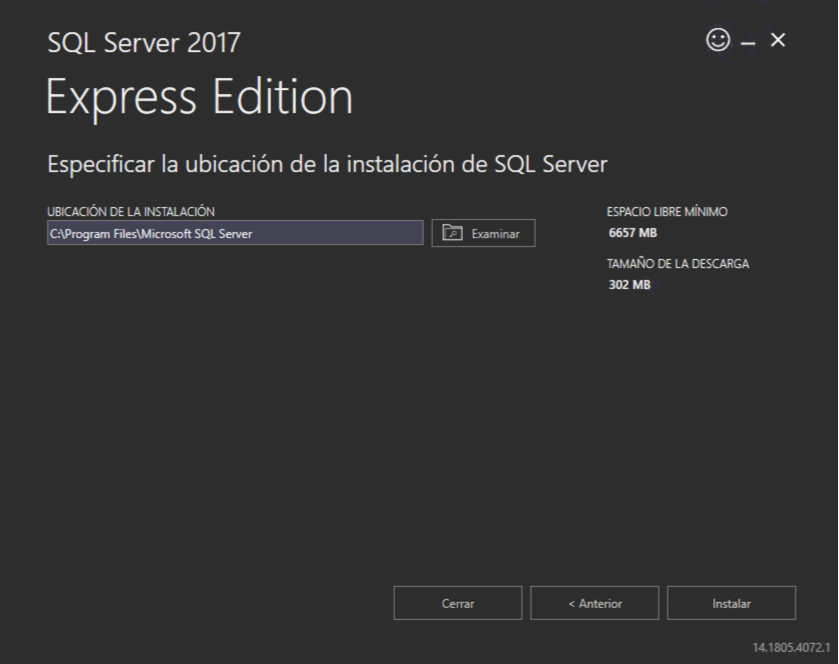 SQL Server 2017
Express Edition
Especificar la ubicación de la instalación de SQL Server
UBICACIÓN DE LA INSTALACIÓN
C:\Program Files\Microsoft SQL Server
Examinar
ESPACIO LIBRE MÍNIMO
6657 MB
TAMAÑO DE LA DESCARGA
302 MB
Cerrar
< Anterior
Instalar
14.1805.4072.1